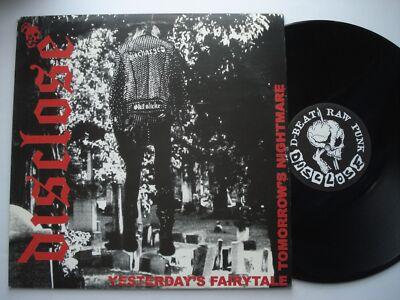 DISCLOSE
YESTERDAY'S FAIRYTALE
TOMORROW'S NIGHTMARE
D-BEAT RAW PUNK
DISCLOSE